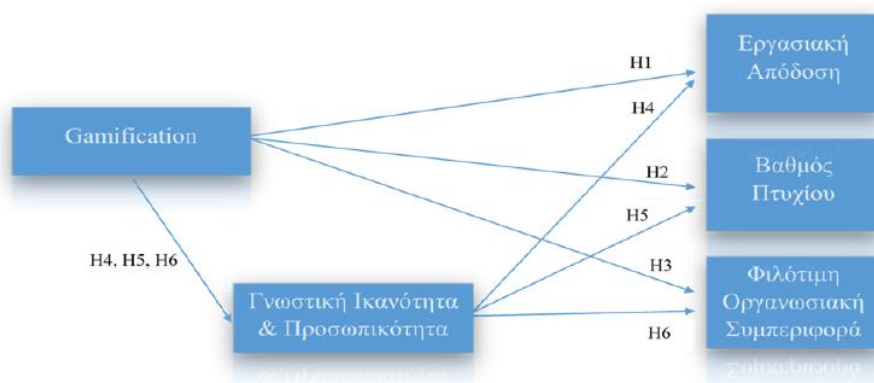 Εργασιακή
Απόδοση
H1
H4
Gamification
Βαθμός
Πτυχίου
H2
H5
H4, H5, H6
H3
Φιλότιμη
Οργανωσιακή
Συμπεριφορά
Γνωστική Ικανότητα
& Προσωπικότητα
H6